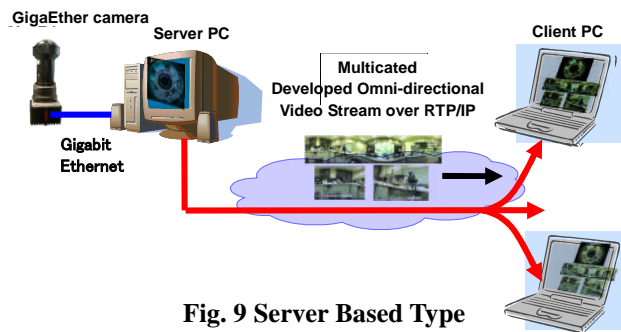 GigaEther camera
Server PC
Client PC
Multicated
Developed Omni-directional
Video Stream over RTP/IP
Gigabit
Ethernet
Fig. 9 Server Based Type